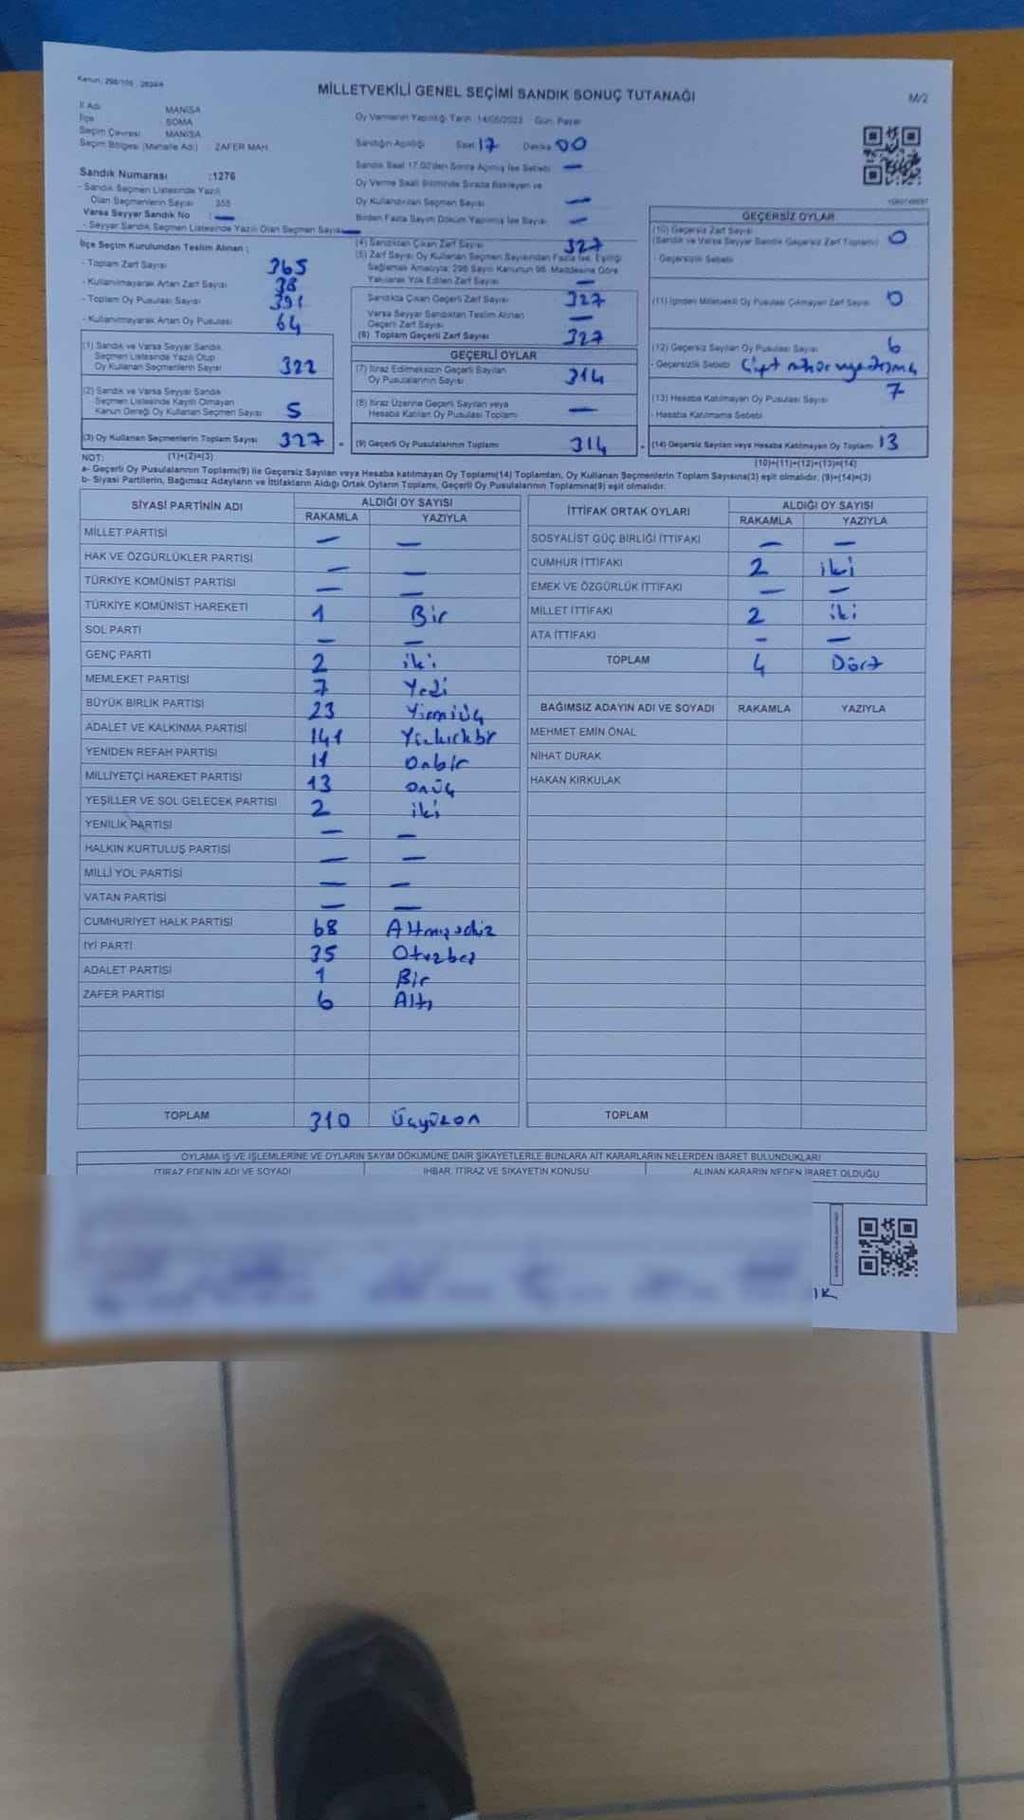 MİLLETVEKİLİ GENEL SEÇİMİ SANDIK SONUÇ TUTANAĞI
M/2
İl Adı MANİSA
İlçe SOMA
Seçim Çevresi MANİSA
Seçim Bölgesi (Mahalle Adı) ZAFER MAH.
Oy Vermenin Yapıldığı Tarih 14/05/2023 Gün: Pazar
Sandığın Açıldığı Saat 17 Dakika 00
Sandık Saat 17.00'den Sonra Açılmış İse Sebebi —
Oy Verme Saati Bitiminde Sırada Bekleyen ve
Oy Kullandırılan Seçmen Sayısı —
Birden Fazla Sayım Döküm Yapılmış İse Sayısı —
Sandık Numarası :1276
- Sandık Seçmen Listesinde Yazılı
Olan Seçmenlerin Sayısı 355
Varsa Seyyar Sandık No : —
- Seyyar Sandık Seçmen Listesinde Yazılı Olan Seçmen Sayısı —
İlçe Seçim Kurulundan Teslim Alınan :
- Toplam Zarf Sayısı 365
- Kullanılmayarak Artan Zarf Sayısı 38
- Toplam Oy Pusulası Sayısı 391
- Kullanılmayarak Artan Oy Pusulası 64
(1) Sandık ve Varsa Seyyar Sandık
Seçmen Listesinde Yazılı Olup
Oy Kullanan Seçmenlerin Sayısı 322
(2) Sandık ve Varsa Seyyar Sandık
Seçmen Listesinde Kayıtlı Olmayan
Kanun Gereği Oy Kullanan Seçmen Sayısı 5
(3) Oy Kullanan Seçmenlerin Toplam Sayısı 327
(4) Sandıktan Çıkan Zarf Sayısı 327
(5) Zarf Sayısı Oy Kullanan Seçmen Sayısından Fazla İse, Eşitliği
Sağlamak Amacıyla; 298 Sayılı Kanunun 98. Maddesine Göre
Yakılarak Yok Edilen Zarf Sayısı —
Sandıkta Çıkan Geçerli Zarf Sayısı 327
Varsa Seyyar Sandıktan Teslim Alınan
Geçerli Zarf Sayısı —
(6) Toplam Geçerli Zarf Sayısı 327
GEÇERLİ OYLAR
(7) İtiraz Edilmeksizin Geçerli Sayılan
Oy Pusulalarının Sayısı 314
(8) İtiraz Üzerine Geçerli Sayılan veya
Hesaba Katılan Oy Pusulası Toplamı —
(9) Geçerli Oy Pusulalarının Toplamı 314
GEÇERSİZ OYLAR
(10) Geçersiz Zarf Sayısı
(Sandık ve Varsa Seyyar Sandık Geçersiz Zarf Toplamı) 0
- Geçersizlik Sebebi
(11) İçinden Milletvekili Oy Pusulası Çıkmayan Zarf Sayısı 0
(12) Geçersiz Sayılan Oy Pusulası Sayısı 6
- Geçersizlik Sebebi Çift mühür
(13) Hesaba Katılmayan Oy Pusulası Sayısı 7
- Hesaba Katılmama Sebebi
(14) Geçersiz Sayılan veya Hesaba Katılmayan Oy Toplamı 13
NOT: (1)+(2)=(3)
(10)+(11)+(12)+(13)=(14)
a- Geçerli Oy Pusulalarının Toplamı(9) ile Geçersiz Sayılan veya Hesaba katılmayan Oy Toplamı(14) Toplamları, Oy Kullanan Seçmenlerin Toplam Sayısına(3) eşit olmalıdır. (9)+(14)=(3)
b- Siyasi Partilerin, Bağımsız Adayların ve İttifakların Aldığı Ortak Oyların Toplamı, Geçerli Oy Pusulalarının Toplamına(9) eşit olmalıdır.
SİYASİ PARTİNİN ADI ALDIĞI OY SAYISI
RAKAMLA YAZIYLA
MİLLET PARTİSİ — —
HAK VE ÖZGÜRLÜKLER PARTİSİ — —
TÜRKİYE KOMÜNİST PARTİSİ — —
TÜRKİYE KOMÜNİST HAREKETİ 1 Bir
SOL PARTİ — —
GENÇ PARTİ 2 iki
MEMLEKET PARTİSİ 7 Yedi
BÜYÜK BİRLİK PARTİSİ 23 Yirmiüç
ADALET VE KALKINMA PARTİSİ 141 Yüzkırkbir
YENİDEN REFAH PARTİSİ 11 Onbir
MİLLİYETÇİ HAREKET PARTİSİ 13 onüç
YEŞİLLER VE SOL GELECEK PARTİSİ 2 iki
YENİLİK PARTİSİ — —
HALKIN KURTULUŞ PARTİSİ — —
MİLLİ YOL PARTİSİ — —
VATAN PARTİSİ — —
CUMHURİYET HALK PARTİSİ 68 Altmışsekiz
İYİ PARTİ 35 Otuzbeş
ADALET PARTİSİ 1 Bir
ZAFER PARTİSİ 6 Altı
TOPLAM 310 Üçyüzon
İTTİFAK ORTAK OYLARI ALDIĞI OY SAYISI
RAKAMLA YAZIYLA
SOSYALİST GÜÇ BİRLİĞİ İTTİFAKI — —
CUMHUR İTTİFAKI 2 iki
EMEK VE ÖZGÜRLÜK İTTİFAKI — —
MİLLET İTTİFAKI 2 iki
ATA İTTİFAKI - —
TOPLAM 4 Dört
BAĞIMSIZ ADAYIN ADI VE SOYADI RAKAMLA YAZIYLA
MEHMET EMİN ÖNAL
NİHAT DURAK
HAKAN KIRKULAK
TOPLAM
OYLAMA İŞ VE İŞLEMLERİNE VE OYLARIN SAYIM DÖKÜMÜNE DAİR ŞİKAYETLERLE BUNLARA AİT KARARLARIN NELERDEN İBARET BULUNDUKLARI
İTİRAZ EDENİN ADI VE SOYADI İHBAR, İTİRAZ VE ŞİKAYETİN KONUSU ALINAN KARARIN NEDEN İBARET OLDUĞU